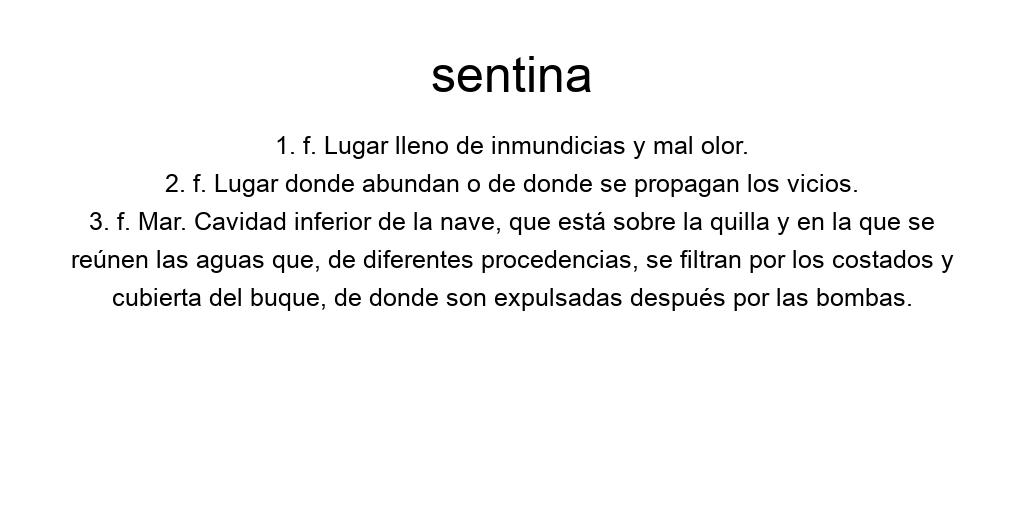 sentina
1. f. Lugar lleno de inmundicias y mal olor.
2. f. Lugar donde abundan o de donde se propagan los vicios.
3. f. Mar. Cavidad inferior de la nave, que está sobre la quilla y en la que se
reúnen las aguas que, de diferentes procedencias, se filtran por los costados y
cubierta del buque, de donde son expulsadas después por las bombas.